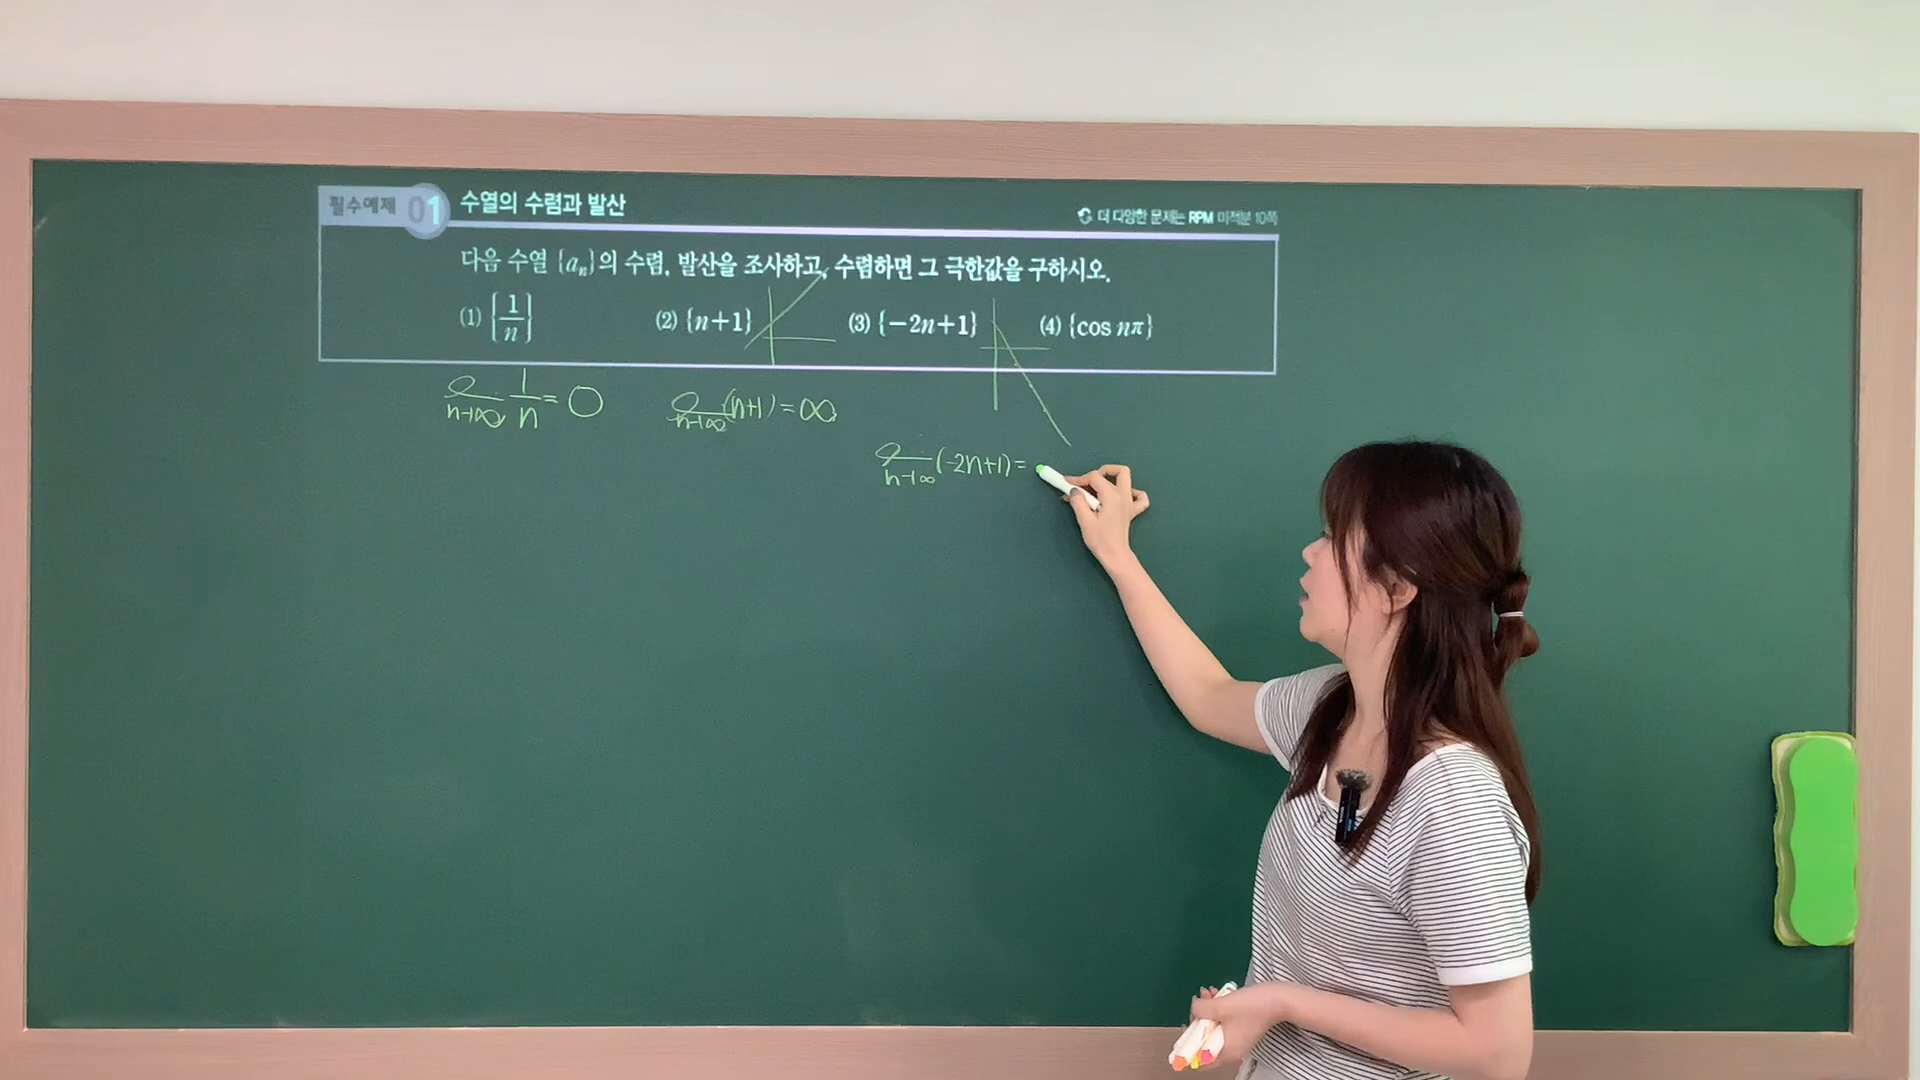 필수예제 01 수열의 수렴과 발산
더 다양한 문제는 RPM 미적분 10쪽
다음 수열 {aₙ}의 수렴, 발산을 조사하고, 수렴하면 그 극한값을 구하시오.
(1) {1/n} (2) {n+1} (3) {-2n+1} (4) {cos nπ}
lim n→∞ 1/n = 0
lim n→∞ (n+1) = ∞
lim n→∞ (-2n+1) =